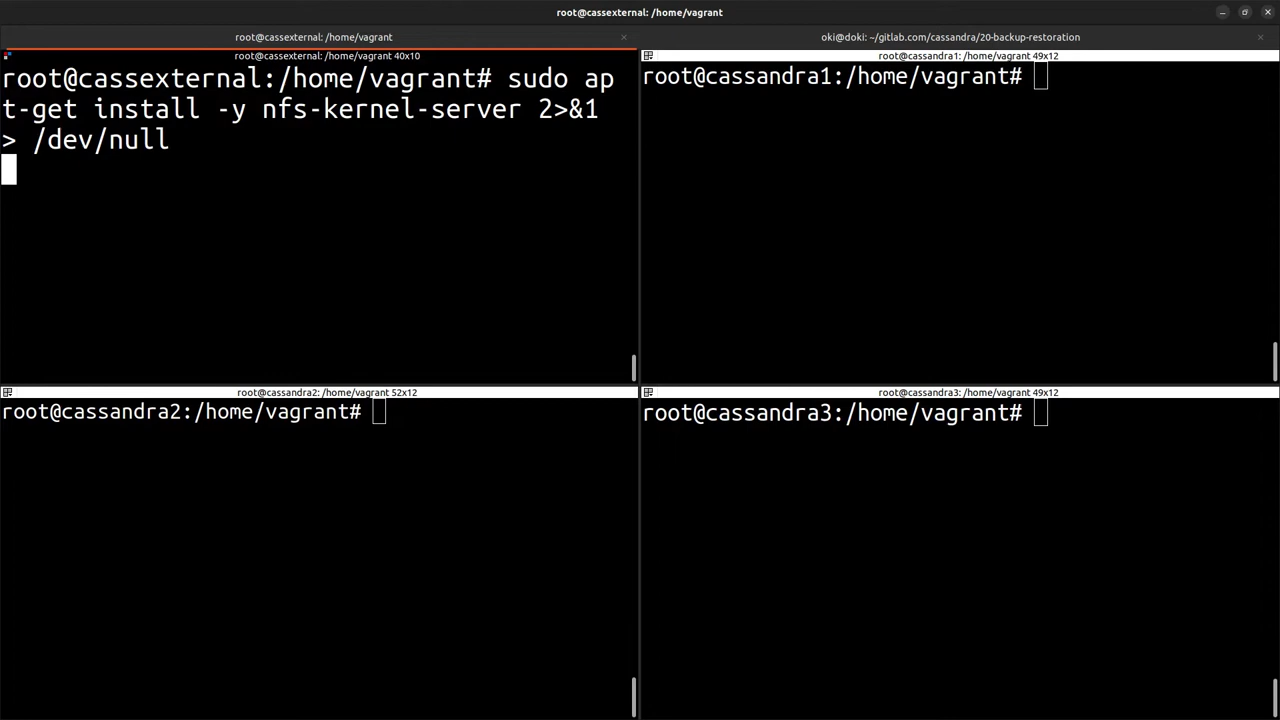 root@cassexternal: /home/vagrant
root@cassexternal: /home/vagrant
oki@doki: ~/gitlab.com/cassandra/20-backup-restoration
root@cassexternal: /home/vagrant 40x10
root@cassexternal:/home/vagrant# sudo ap
t-get install -y nfs-kernel-server 2>&1
> /dev/null
root@cassandra1: /home/vagrant 49x12
root@cassandra1:/home/vagrant#
root@cassandra2: /home/vagrant 52x12
root@cassandra2:/home/vagrant#
root@cassandra3: /home/vagrant 49x12
root@cassandra3:/home/vagrant#